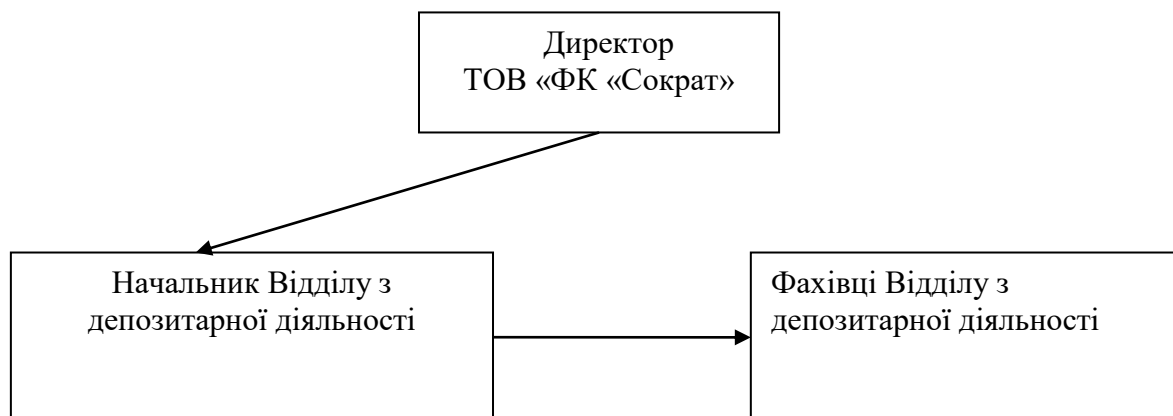 Директор
ТОВ «ФК «Сократ»
Начальник Відділу з
депозитарної діяльності
Фахівці Відділу з
депозитарної діяльності